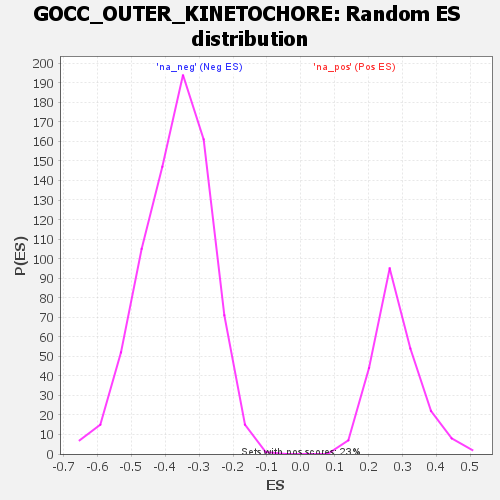 GOCC_OUTER_KINETOCHORE: Random ES
distribution
'na_neg' (Neg ES)
'na_pos' (Pos ES)
P(ES)
200
190
180
170
160
150
140
130
120
110
100
90
80
70
60
50
40
30
20
10
0
Sets with pos scores: 23%
-0.7 -0.6 -0.5 -0.4 -0.3 -0.2 -0.1 0.0 0.1 0.2 0.3 0.4 0.5
ES